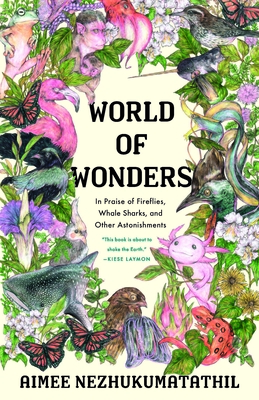 WORLD
OF
WONDERS
In Praise of Fireflies,
Whale Sharks, and
Other Astonishments
"This book is about to
shake the Earth."
—KIESE LAYMON
AIMEE NEZHUKUMATATHIL